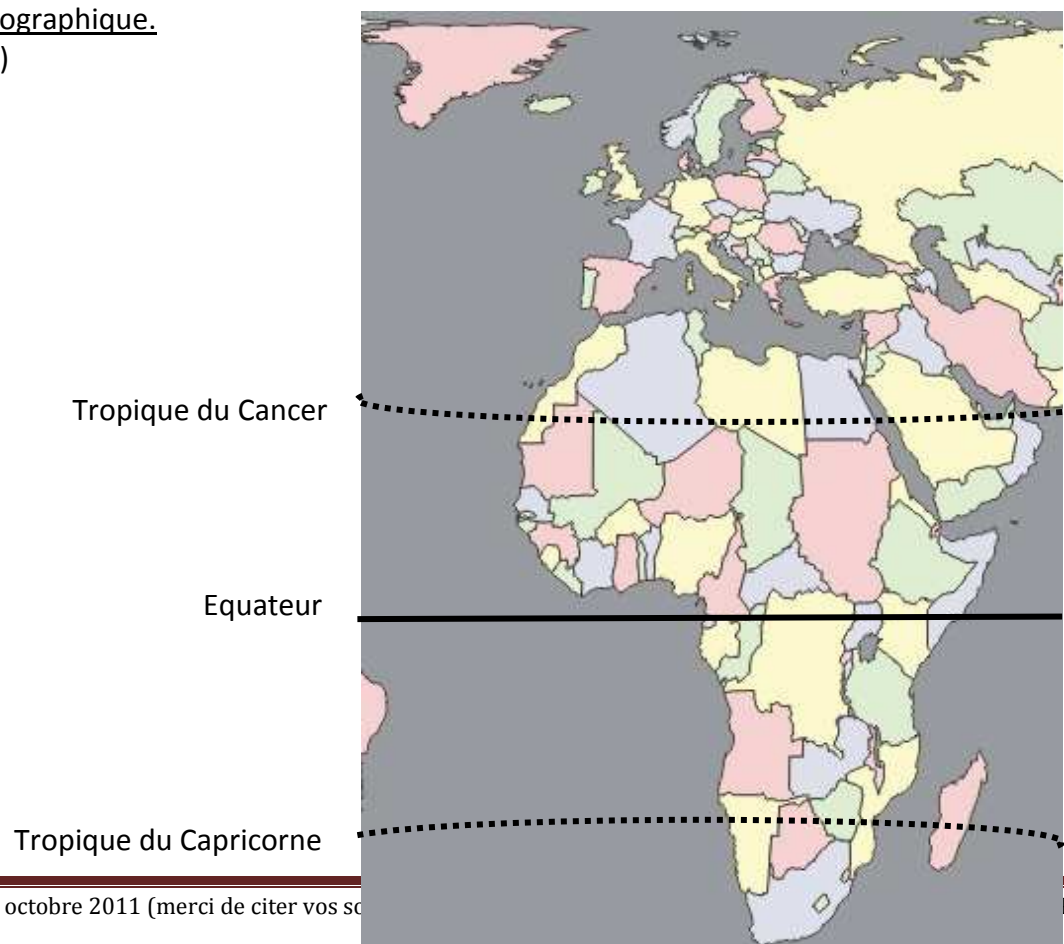 ographique.
)
Tropique du Cancer
Equateur
Tropique du Capricorne
octobre 2011 (merci de citer vos so